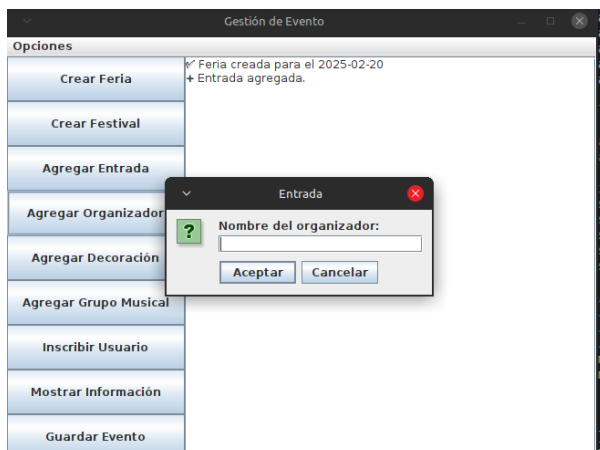 Gestión de Evento
Opciones
Crear Feria
Crear Festival
Agregar Entrada
Agregar Organizador
Agregar Decoración
Agregar Grupo Musical
Inscribir Usuario
Mostrar Información
Guardar Evento
✓ Feria creada para el 2025-02-20
+ Entrada agregada.
Entrada
?
Nombre del organizador:
Aceptar
Cancelar